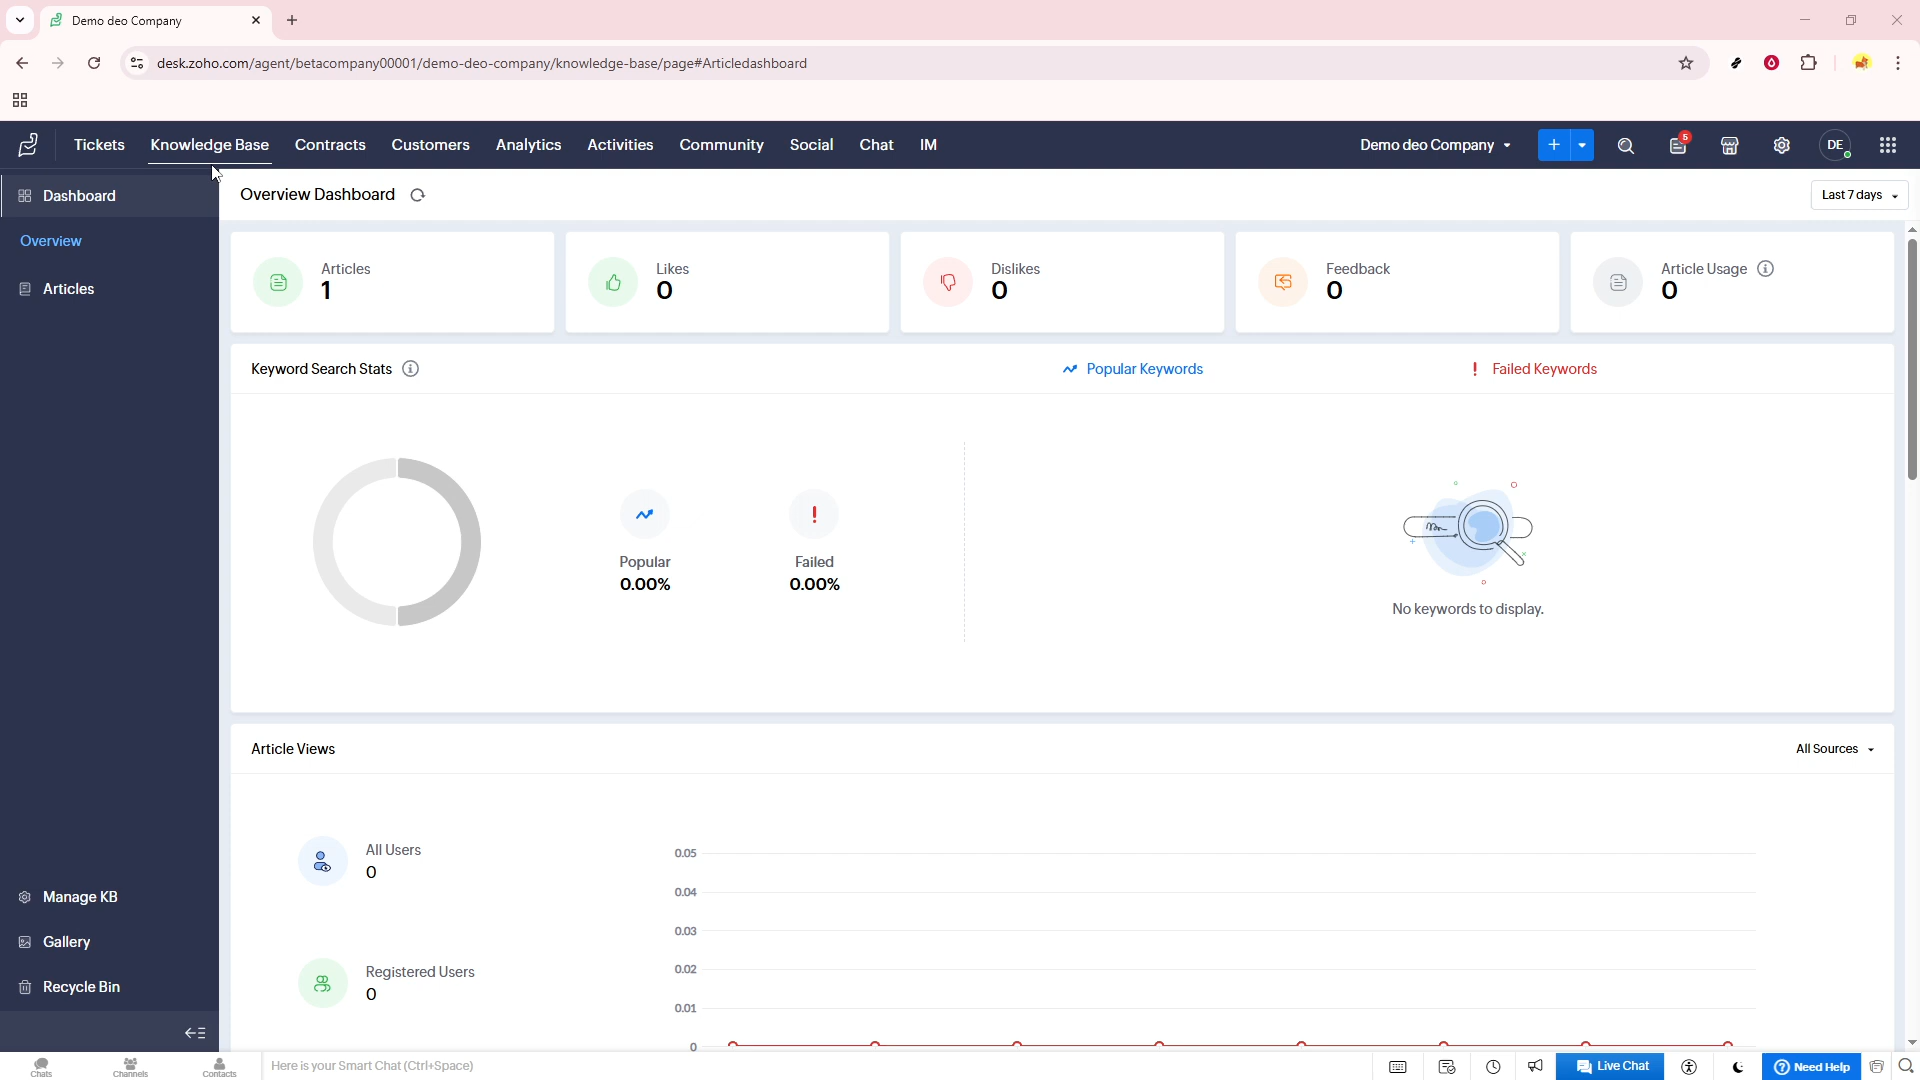 Demo deo Company
desk.zoho.com/agent/betacompany00001/demo-deo-company/knowledge-base/page#Articledashboard
Tickets Knowledge Base Contracts Customers Analytics Activities Community Social Chat IM Demo deo Company 5 DE
Dashboard
Overview
Articles
Manage KB
Gallery
Recycle Bin
Overview Dashboard Last 7 days
Articles
1
Likes
0
Dislikes
0
Feedback
0
Article Usage
0
Keyword Search Stats Popular Keywords Failed Keywords
Popular
0.00%
Failed
0.00%
No keywords to display.
Article Views All Sources
All Users
0
Registered Users
0
0.05
0.04
0.03
0.02
0.01
0
Chats Channels Contacts Here is your Smart Chat (Ctrl+Space) Live Chat Need Help